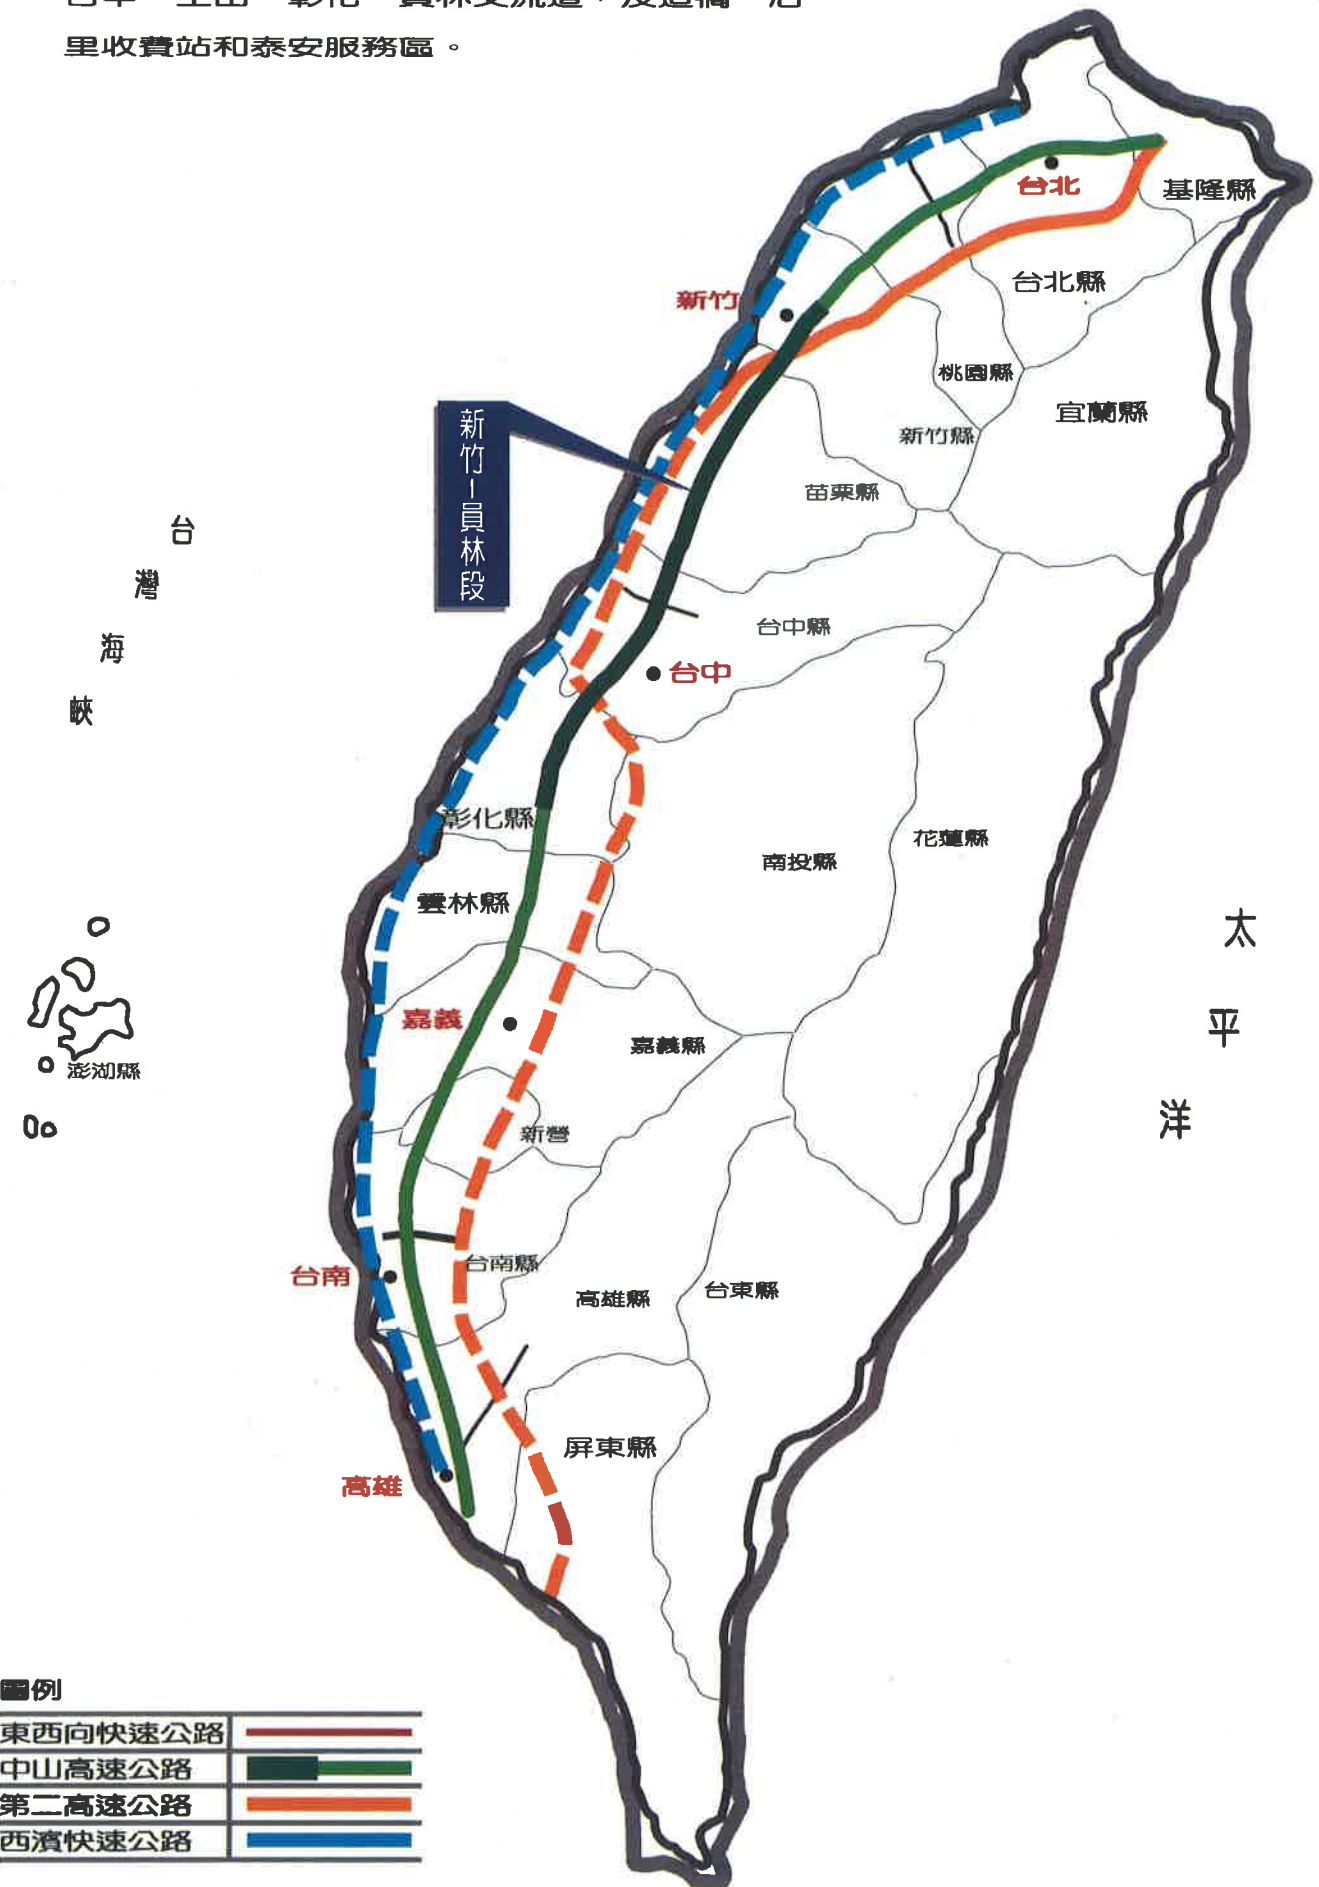 里收費站和泰安服務區。
台北
基隆縣
台北縣
新竹
桃園縣
宜蘭縣
新竹縣
新竹-員林段
苗栗縣
台灣海峽
台中縣
台中
彰化縣
南投縣
花蓮縣
雲林縣
太平洋
嘉義
嘉義縣
澎湖縣
新營
台南縣
台南
高雄縣
台東縣
屏東縣
高雄
圖例
東西向快速公路
中山高速公路
第二高速公路
西濱快速公路